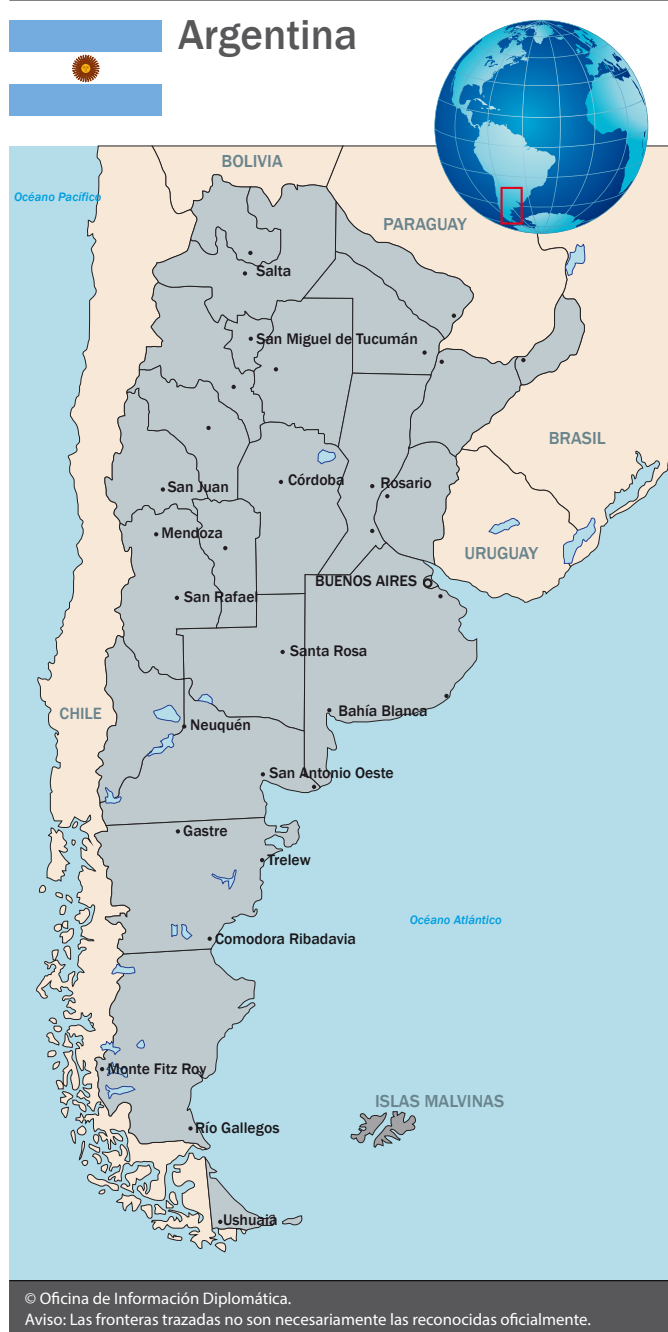 Argentina
BOLIVIA
Océano Pacífico
PARAGUAY
Salta
San Miguel de Tucumán
BRASIL
San Juan
Córdoba
Rosario
Mendoza
URUGUAY
BUENOS AIRES
San Rafael
Santa Rosa
CHILE
Bahía Blanca
Neuquén
San Antonio Oeste
Gastre
Trelew
Océano Atlántico
Comodora Ribadavia
Monte Fitz Roy
ISLAS MALVINAS
Río Gallegos
Ushuaia
© Oficina de Información Diplomática.
Aviso: Las fronteras trazadas no son necesariamente las reconocidas oficialmente.